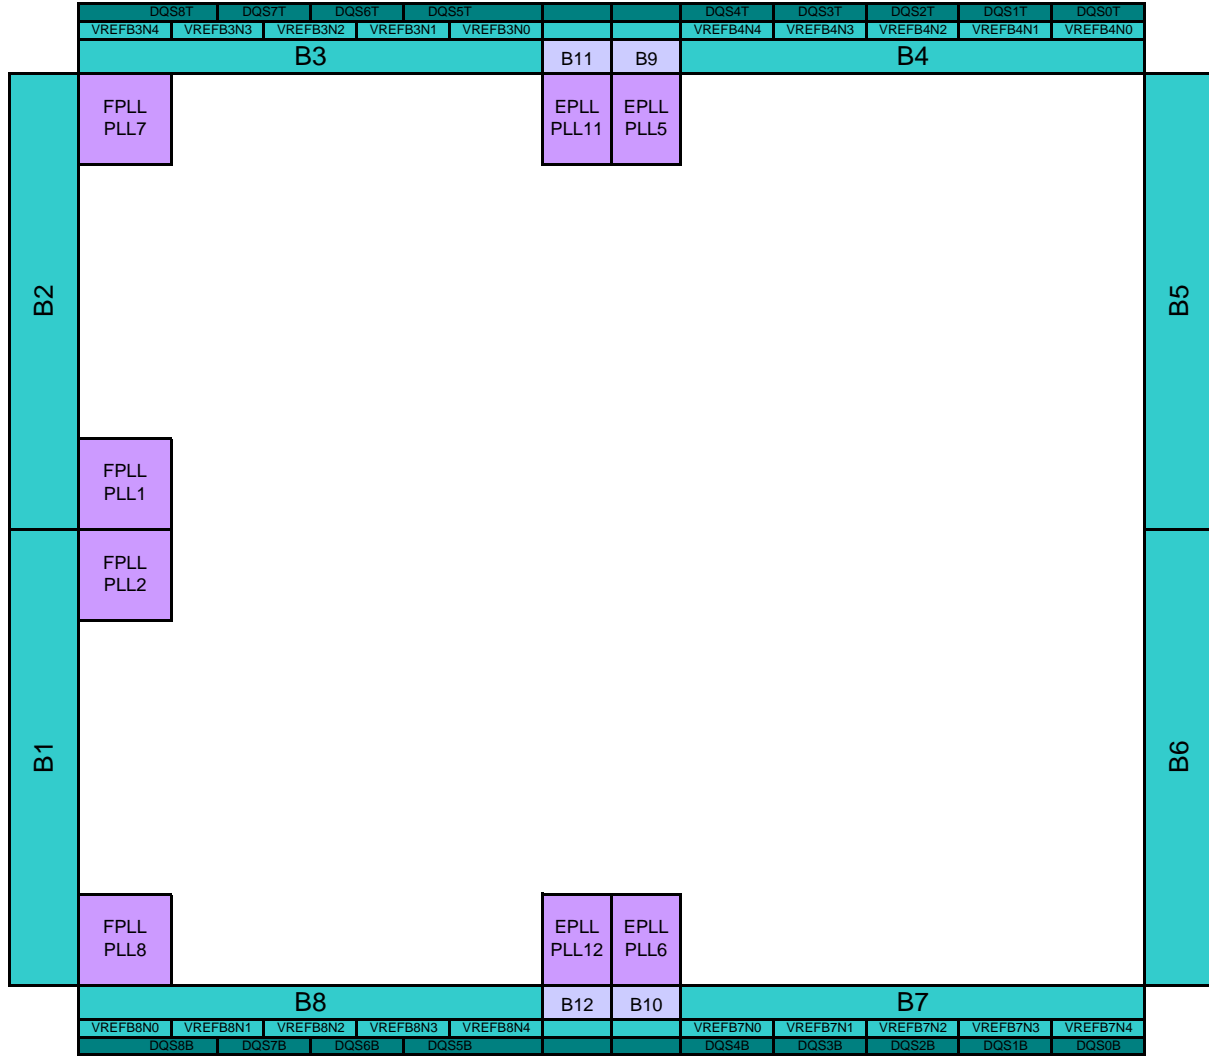 DQS8T DQS7T DQS6T DQS5T DQS4T DQS3T DQS2T DQS1T DQS0T
VREFB3N4 VREFB3N3 VREFB3N2 VREFB3N1 VREFB3N0 VREFB4N4 VREFB4N3 VREFB4N2 VREFB4N1 VREFB4N0
B3 B11 B9 B4
FPLL EPLL EPLL
PLL7 PLL11 PLL5
B2 B5
FPLL
PLL1
FPLL
PLL2
B1 B6
FPLL EPLL EPLL
PLL8 PLL12 PLL6
B8 B12 B10 B7
VREFB8N0 VREFB8N1 VREFB8N2 VREFB8N3 VREFB8N4 VREFB7N0 VREFB7N1 VREFB7N2 VREFB7N3 VREFB7N4
DQS8B DQS7B DQS6B DQS5B DQS4B DQS3B DQS2B DQS1B DQS0B